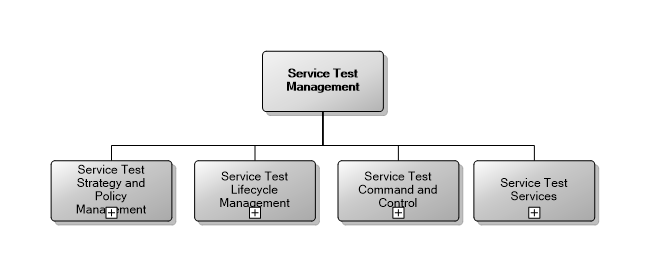 Service Test
Management
Service Test
Strategy and
Policy
Management
Service Test
Lifecycle
Management
Service Test
Command and
Control
Service Test
Services